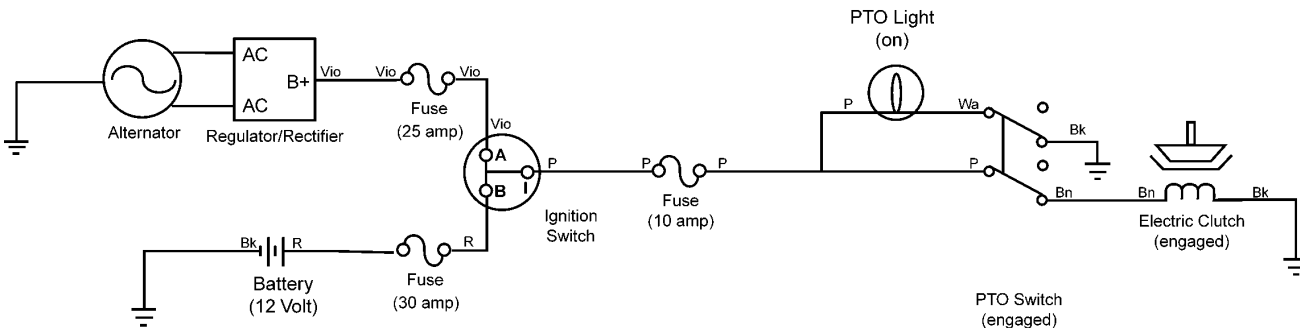 PTO Light
(on)
AC
AC
B+
Vio
Vio
Vio
Alternator
Regulator/Rectifier
Fuse
(25 amp)
Vio
A
B
I
P
Ignition
Switch
P
P
Fuse
(10 amp)
P
Wa
Bk
P
Bn
Bn
Bk
Electric Clutch
(engaged)
Bk
R
Battery
(12 Volt)
Fuse
(30 amp)
R
PTO Switch
(engaged)